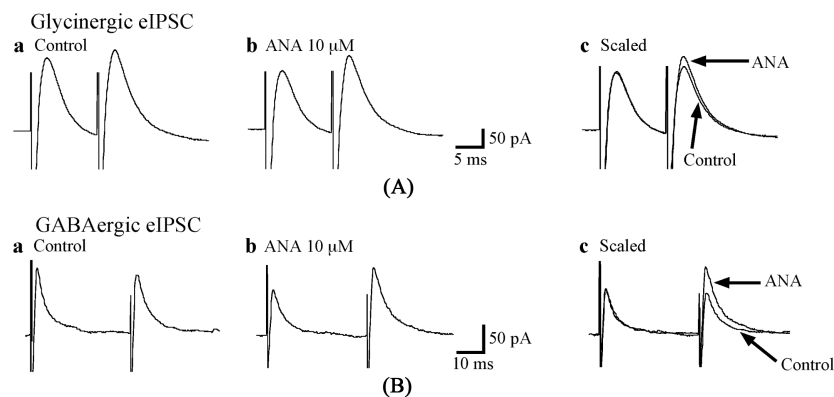 Glycinergic eIPSC
a Control
b ANA 10 µM
c Scaled
ANA
Control
50 pA
5 ms
(A)
GABAergic eIPSC
a Control
b ANA 10 µM
c Scaled
ANA
Control
50 pA
10 ms
(B)